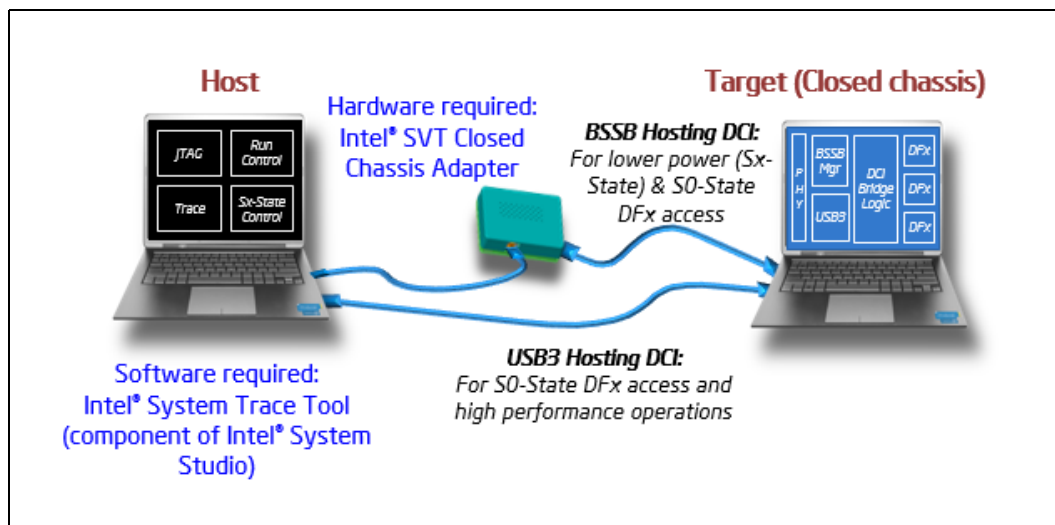 Host
Target (Closed chassis)
Hardware required:
Intel® SVT Closed
Chassis Adapter
BSSB Hosting DCI:
For lower power (Sx-
State) & S0-State
DFx access
JTAG
Run
Control
Trace
Sx-State
Control
P
H
Y
BSSB
Mgr
USB3
DCI
Bridge
Logic
DFx
DFx
DFx
USB3 Hosting DCI:
For S0-State DFx access and
high performance operations
Software required:
Intel® System Trace Tool
(component of Intel® System
Studio)